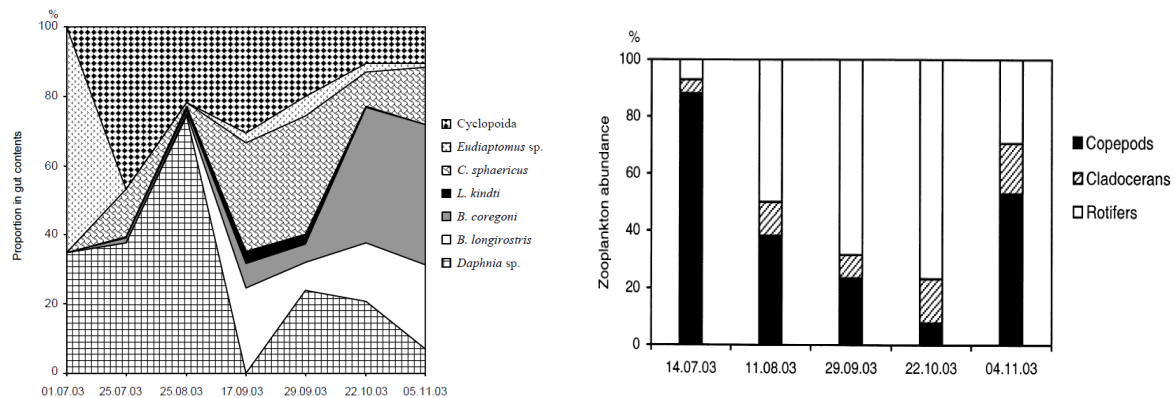 %
100
80
60
40
20
0
Proportion in gut contents
01.07.03 25.07.03 25.08.03 17.09.03 29.09.03 22.10.03 05.11.03
Cyclopoida
Eudiaptomus sp.
C. sphaericus
L. kindti
B. coregoni
B. longirostris
Daphnia sp.
%
100
80
60
40
20
0
Zooplankton abundance
14.07.03 11.08.03 29.09.03 22.10.03 04.11.03
Copepods
Cladocerans
Rotifers